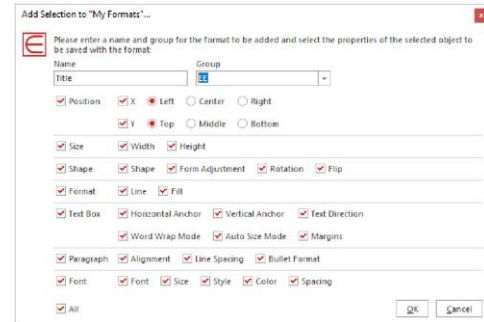 Add Selection to "My Formats"...
Please enter a name and group for the format to be added and select the properties of the selected object to
be saved with the format:
Name Group
Title EE
Position X Left Center Right
Y Top Middle Bottom
Size Width Height
Shape Shape Form Adjustment Rotation Flip
Format Line Fill
Text Box Horizontal Anchor Vertical Anchor Text Direction
Word Wrap Mode Auto Size Mode Margins
Paragraph Alignment Line Spacing Bullet Format
Font Font Size Style Color Spacing
All OK Cancel